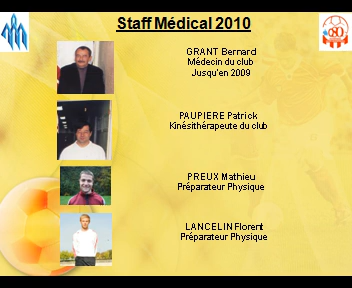 Staff Médical 2010
GRANT Bernard
Médecin du club
Jusqu'en 2009
PAUPIERE Patrick
Kinésithérapeute du club
PREUX Mathieu
Préparateur Physique
LANCELIN Florent
Préparateur Physique